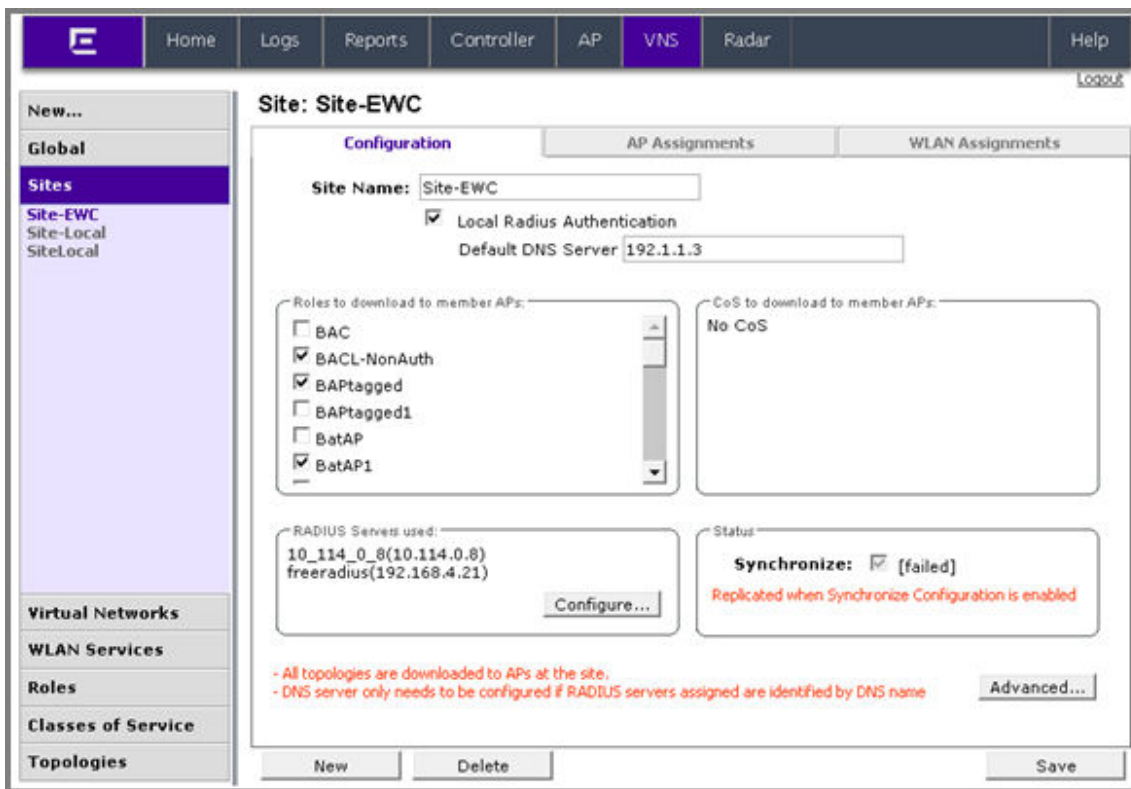 E Home Logs Reports Controller AP VNS Radar Help
Logout
New...
Global
Sites
Site-EWC
Site-Local
SiteLocal
Virtual Networks
WLAN Services
Roles
Classes of Service
Topologies
Site: Site-EWC
Configuration AP Assignments WLAN Assignments
Site Name: Site-EWC
Local Radius Authentication
Default DNS Server 192.1.1.3
Roles to download to member APs:
BAC
BACL-NonAuth
BAPtagged
BAPtagged1
BatAP
BatAP1
CoS to download to member APs:
No CoS
RADIUS Servers used:
10_114_0_8(10.114.0.8)
freeradius(192.168.4.21)
Configure...
Status
Synchronize: [failed]
Replicated when Synchronize Configuration is enabled
- All topologies are downloaded to APs at the site.
- DNS server only needs to be configured if RADIUS servers assigned are identified by DNS name
Advanced...
New Delete Save